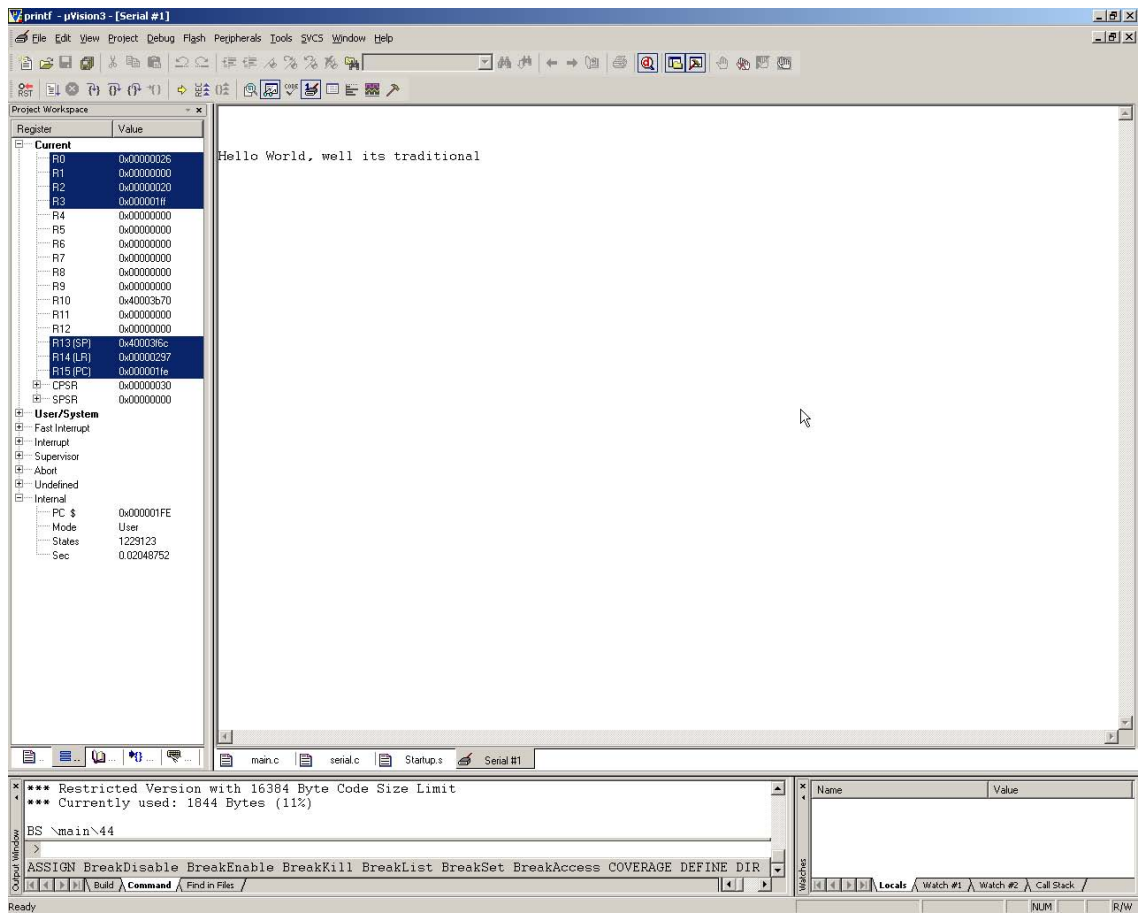 printf - µVision3 - [Serial #1]
File Edit View Project Debug Flash Peripherals Tools SVCS Window Help
RST
CODE
Project Workspace
Register Value
Current
R0 0x00000026
R1 0x00000000
R2 0x00000020
R3 0x000001ff
R4 0x00000000
R5 0x00000000
R6 0x00000000
R7 0x00000000
R8 0x00000000
R9 0x00000000
R10 0x40003b70
R11 0x00000000
R12 0x00000000
R13 (SP) 0x40003f6c
R14 (LR) 0x00000297
R15 (PC) 0x000001fe
CPSR 0x00000030
SPSR 0x00000000
User/System
Fast Interrupt
Interrupt
Supervisor
Abort
Undefined
Internal
PC $ 0x000001FE
Mode User
States 1229123
Sec 0.02048752
Hello World, well its traditional
main.c serial.c Startup.s Serial #1
*** Restricted Version with 16384 Byte Code Size Limit
*** Currently used: 1844 Bytes (11%)
BS \main\44
>
ASSIGN BreakDisable BreakEnable BreakKill BreakList BreakSet BreakAccess COVERAGE DEFINE DIR
Output Window
Build Command Find in Files
Name Value
Watches
Locals Watch #1 Watch #2 Call Stack
Ready NUM R/W